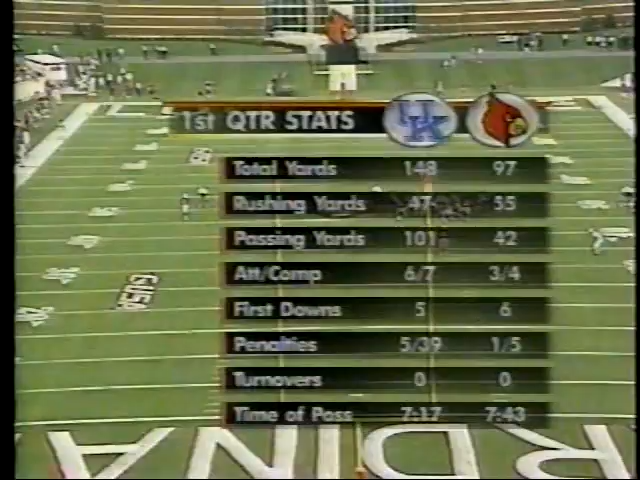 1st QTR STATS UK
Total Yards 148 97
Rushing Yards 47 55
Passing Yards 101 42
Att/Comp 6/7 3/4
First Downs 5 6
Penalties 5/39 1/5
Turnovers 0 0
Time of Poss 7:17 7:43
C-USA
RDINA